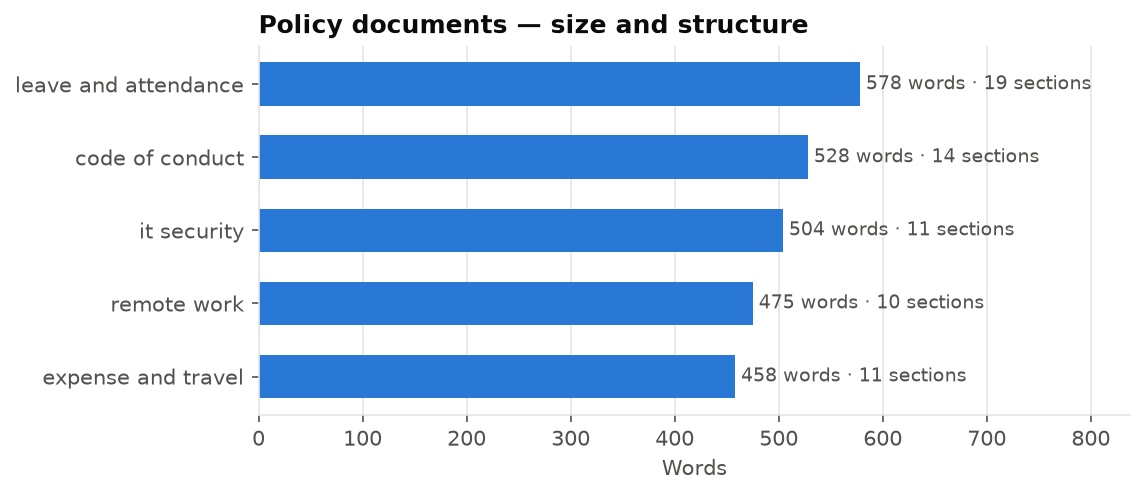 Policy documents — size and structure
leave and attendance
578 words · 19 sections
code of conduct
528 words · 14 sections
it security
504 words · 11 sections
remote work
475 words · 10 sections
expense and travel
458 words · 11 sections
0 100 200 300 400 500 600 700 800
Words